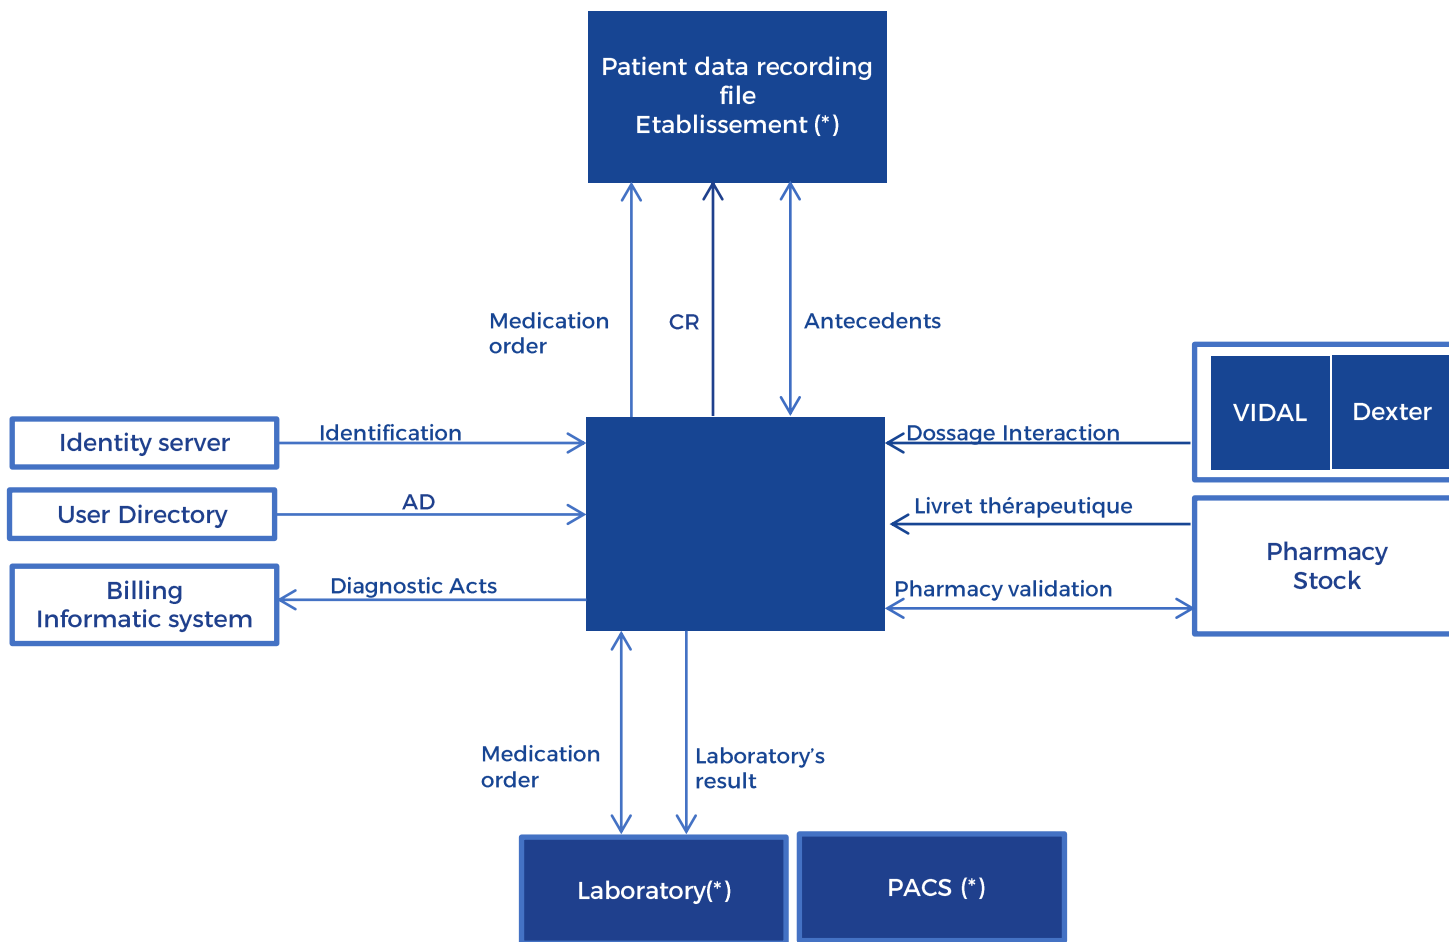 Patient data recording
file
Etablissement (*)
Medication
order
CR
Antecedents
VIDAL
Dexter
Identity server
Identification
Dossage Interaction
User Directory
AD
Livret thérapeutique
Pharmacy
Stock
Billing
Informatic system
Diagnostic Acts
Pharmacy validation
Medication
order
Laboratory’s
result
Laboratory(*)
PACS (*)